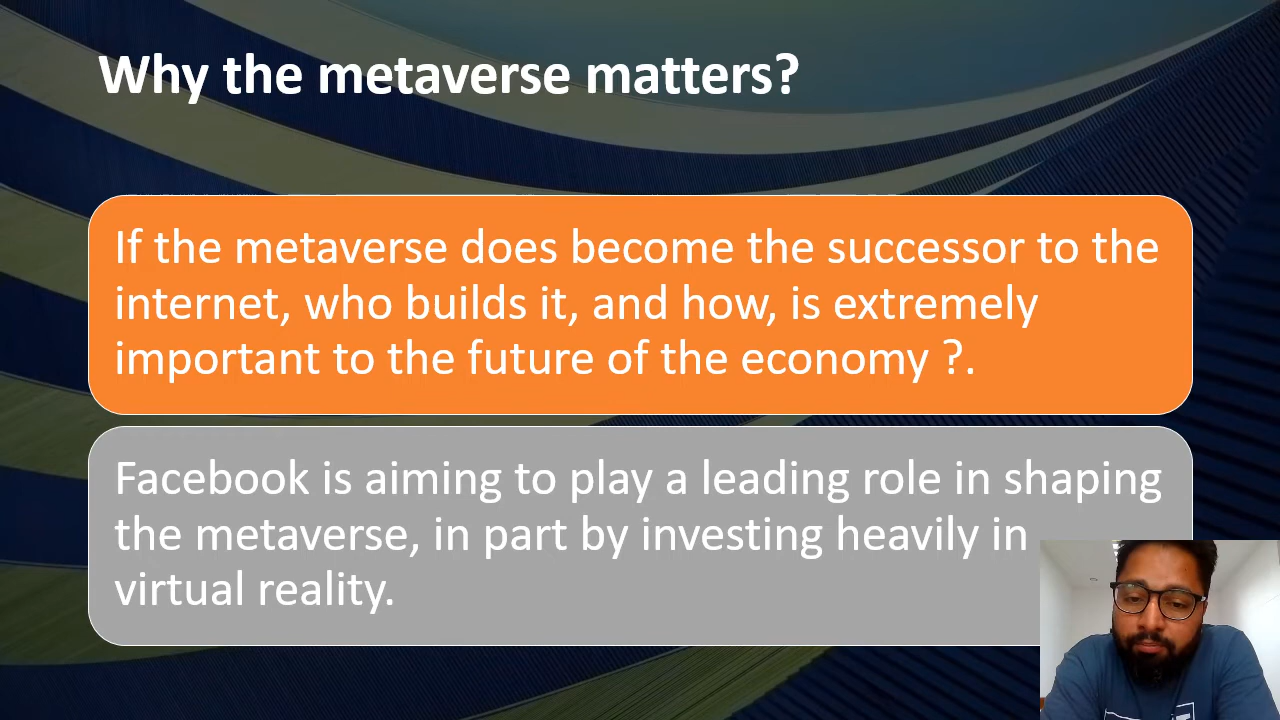 Why the metaverse matters?
If the metaverse does become the successor to the
internet, who builds it, and how, is extremely
important to the future of the economy ?.
Facebook is aiming to play a leading role in shaping
the metaverse, in part by investing heavily in
virtual reality.